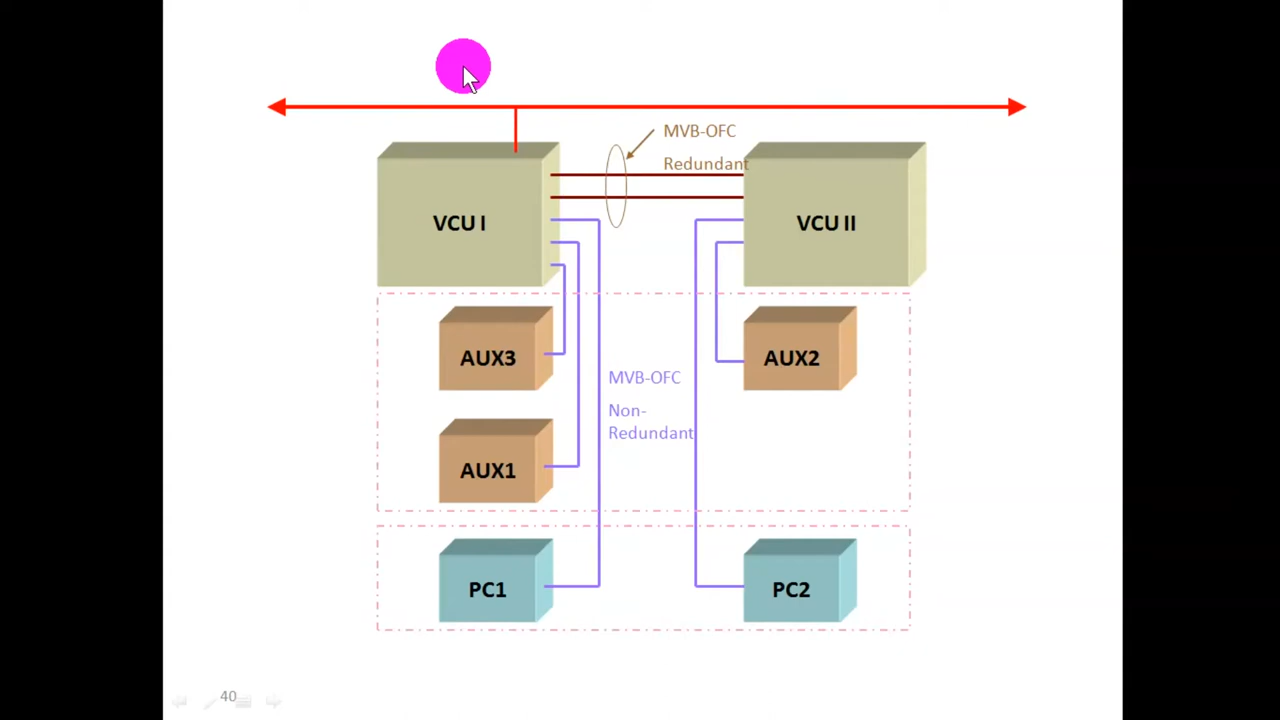 MVB-OFC
Redundant
VCU I
VCU II
AUX3
AUX2
MVB-OFC
Non-
Redundant
AUX1
PC1
PC2
40